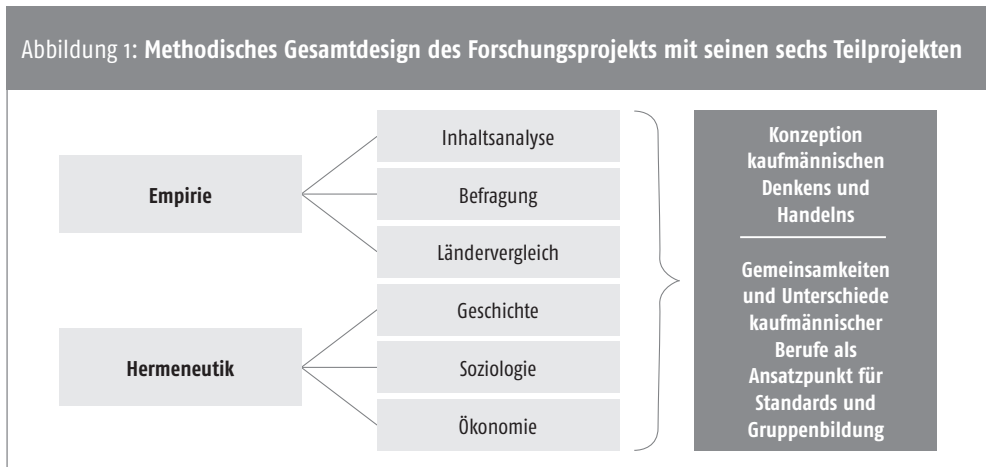 Abbildung 1: Methodisches Gesamtdesign des Forschungsprojekts mit seinen sechs Teilprojekten
Empirie
Inhaltsanalyse
Befragung
Ländervergleich
Hermeneutik
Geschichte
Soziologie
Ökonomie
Konzeption
kaufmännischen
Denkens und
Handelns
Gemeinsamkeiten
und Unterschiede
kaufmännischer
Berufe als
Ansatzpunkt für
Standards und
Gruppenbildung